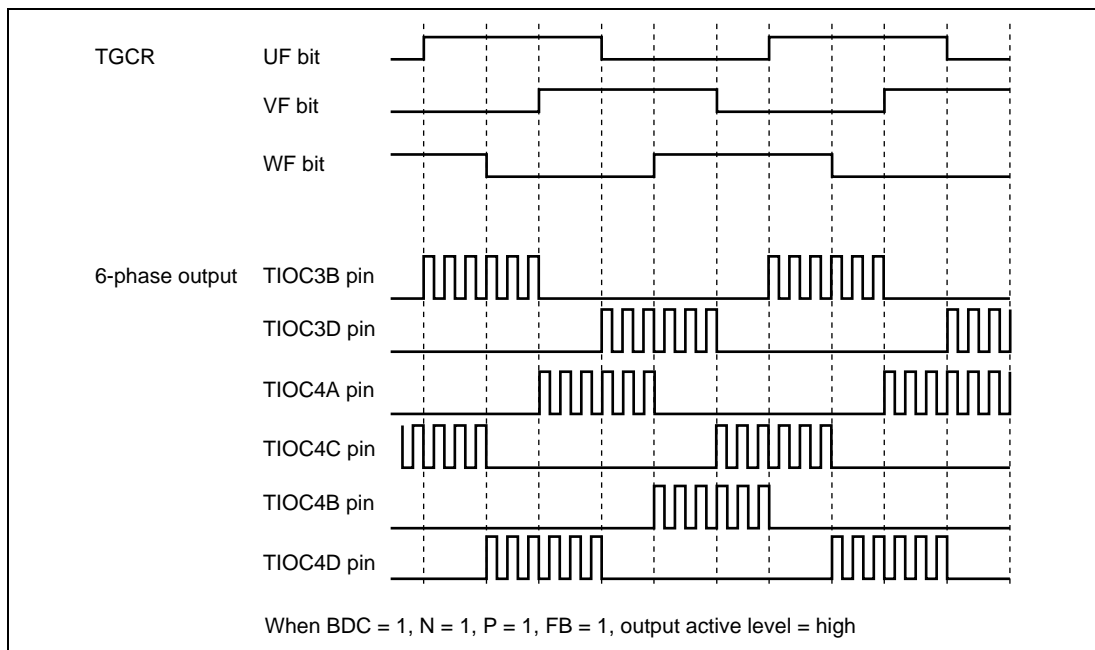 TGCR UF bit
VF bit
WF bit
6-phase output TIOC3B pin
TIOC3D pin
TIOC4A pin
TIOC4C pin
TIOC4B pin
TIOC4D pin
When BDC = 1, N = 1, P = 1, FB = 1, output active level = high